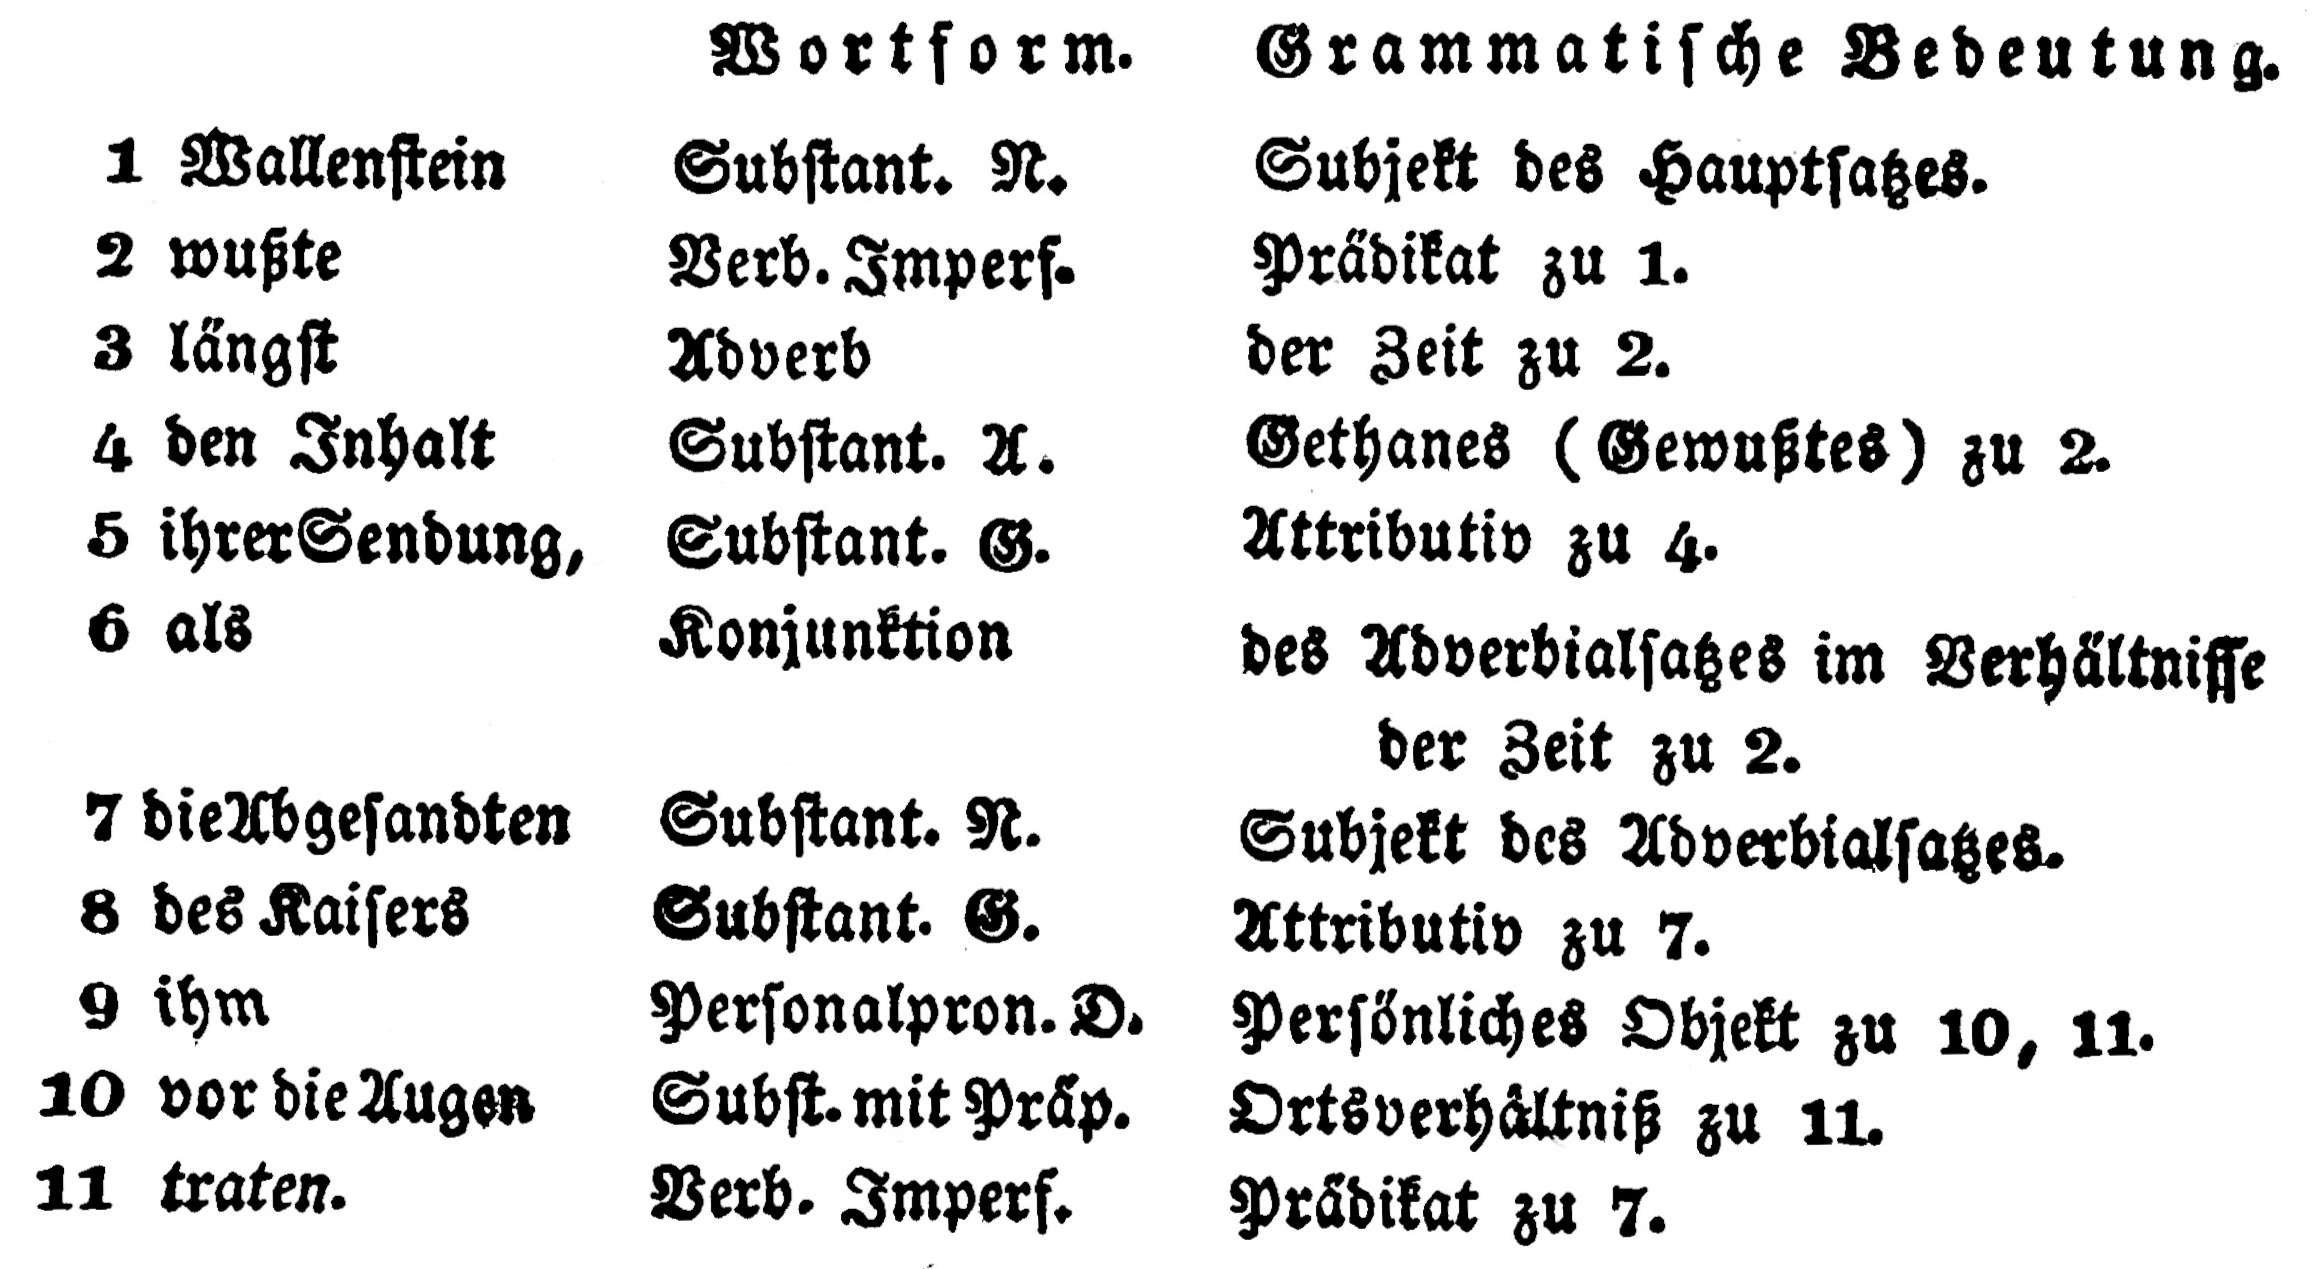 Wortform. Grammatiſche Bedeutung.
1 Wallenſtein Subſtant. N. Subjekt des Hauptſatzes.
2 wußte Verb. Imperf. Prädikat zu 1.
3 längſt Adverb der Zeit zu 2.
4 den Inhalt Subſtant. A. Gethanes (Gewußtes) zu 2.
5 ihrer Sendung, Subſtant. G. Attributiv zu 4.
6 als Konjunktion des Adverbialſatzes im Verhältniſſe
der Zeit zu 2.
7 die Abgeſandten Subſtant. N. Subjekt des Adverbialſatzes.
8 des Kaiſers Subſtant. G. Attributiv zu 7.
9 ihm Perſonalpron. D. Perſönliches Objekt zu 10, 11.
10 vor die Augen Subſt. mit Präp. Ortsverhältniß zu 11.
11 traten. Verb. Imperf. Prädikat zu 7.